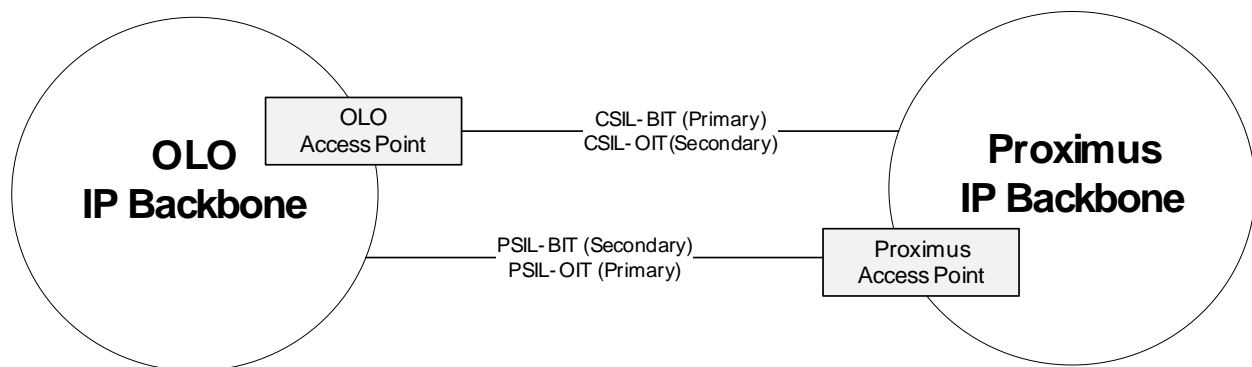 OLO
Access Point
OLO
IP Backbone
CSIL-BIT (Primary)
CSIL-OIT(Secondary)
Proximus
IP Backbone
PSIL-BIT (Secondary)
PSIL-OIT (Primary)
Proximus
Access Point